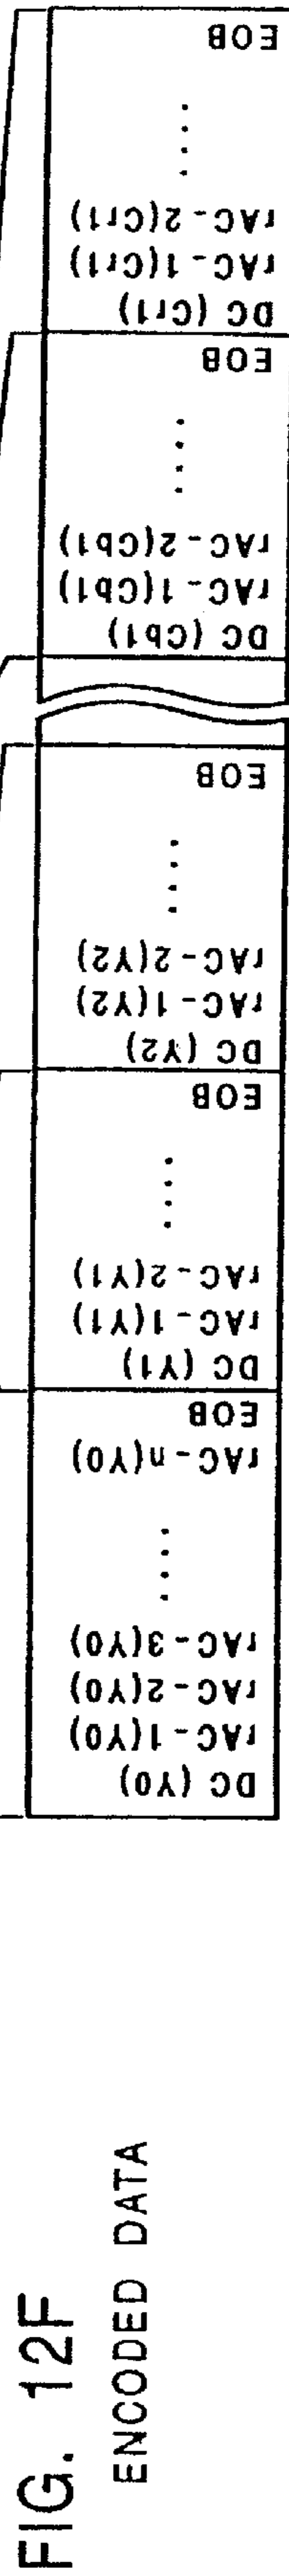 FIG. 12F
ENCODED DATA
DC (Y0)
rAC-1(Y0)
rAC-2(Y0)
rAC-3(Y0)
....
rAC-n(Y0)
EOB
DC (Y1)
rAC-1(Y1)
rAC-2(Y1)
....
EOB
DC (Y2)
rAC-1(Y2)
rAC-2(Y2)
....
EOB
DC (Cb1)
rAC-1(Cb1)
rAC-2(Cb1)
....
EOB
DC (Cr1)
rAC-1(Cr1)
rAC-2(Cr1)
....
EOB